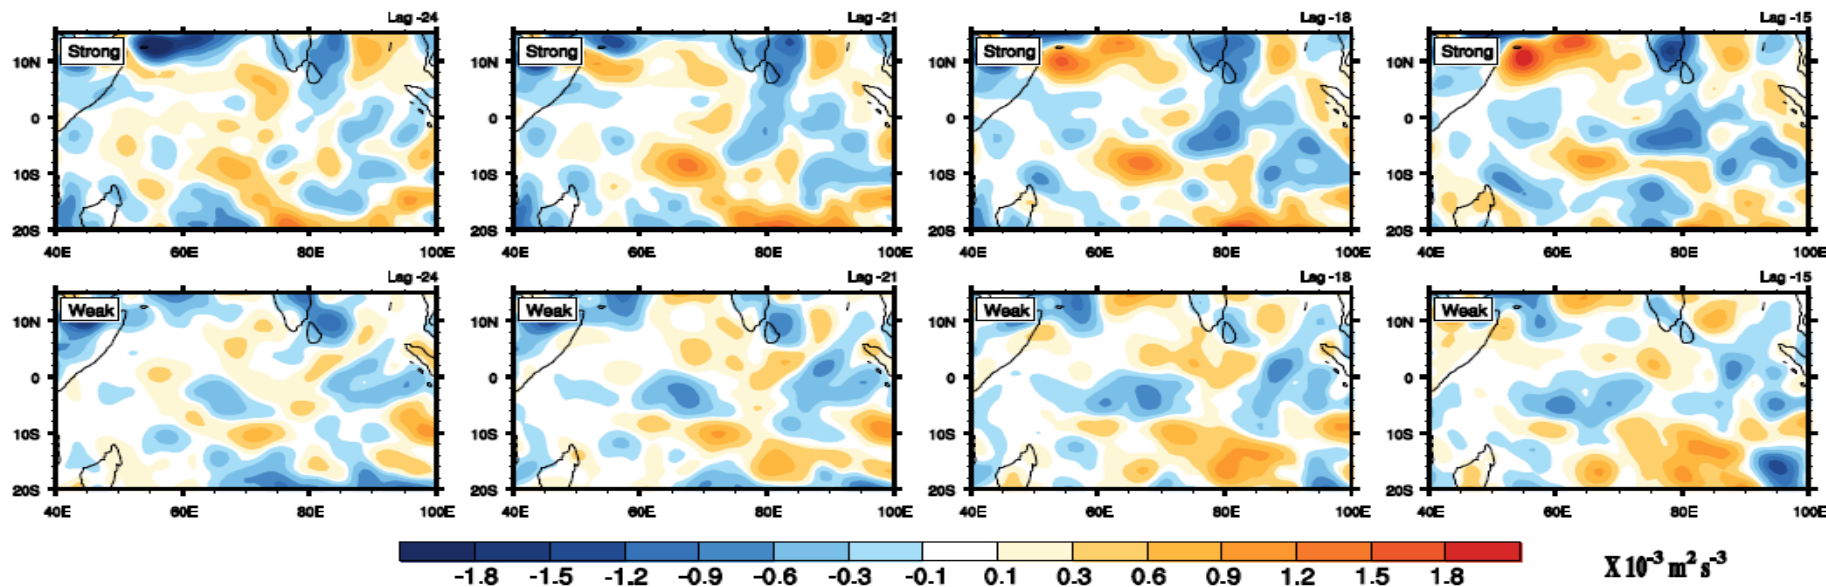 Lag -24 Lag -21 Lag -18 Lag -15
Strong Strong Strong Strong
10N 10N 10N 10N
0 0 0 0
10S 10S 10S 10S
20S 20S 20S 20S
40E 60E 80E 100E 40E 60E 80E 100E 40E 60E 80E 100E 40E 60E 80E 100E
Lag -24 Lag -21 Lag -18 Lag -15
Weak Weak Weak Weak
10N 10N 10N 10N
0 0 0 0
10S 10S 10S 10S
20S 20S 20S 20S
40E 60E 80E 100E 40E 60E 80E 100E 40E 60E 80E 100E 40E 60E 80E 100E
-1.8 -1.5 -1.2 -0.9 -0.6 -0.3 -0.1 0.1 0.3 0.6 0.9 1.2 1.5 1.8
X 10⁻³ m² s⁻³